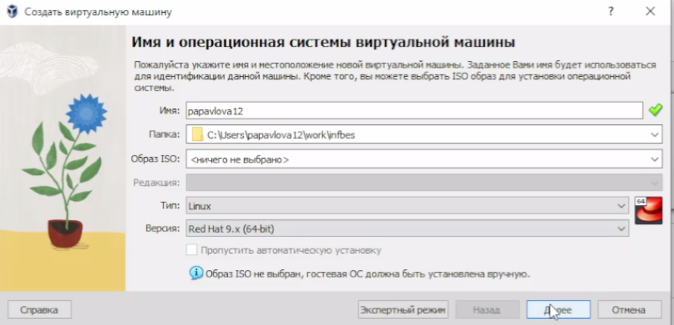 Создать виртуальную машину
Имя и операционная системы виртуальной машины
Пожалуйста укажите имя и местоположение новой виртуальной машины. Заданное Вами имя будет использоваться
для идентификации данной машины. Кроме того, вы можете выбрать ISO образ для установки операционной
системы.
Имя: papavlova12
Папка: C:\Users\papavlova12\work\infbes
Образ ISO: <ничего не выбрано>
Редакция:
Тип: Linux
64
Версия: Red Hat 9.x (64-bit)
Пропустить автоматическую установку
Образ ISO не выбран, гостевая ОС должна быть установлена вручную.
Справка Экспертный режим Назад Далее Отмена